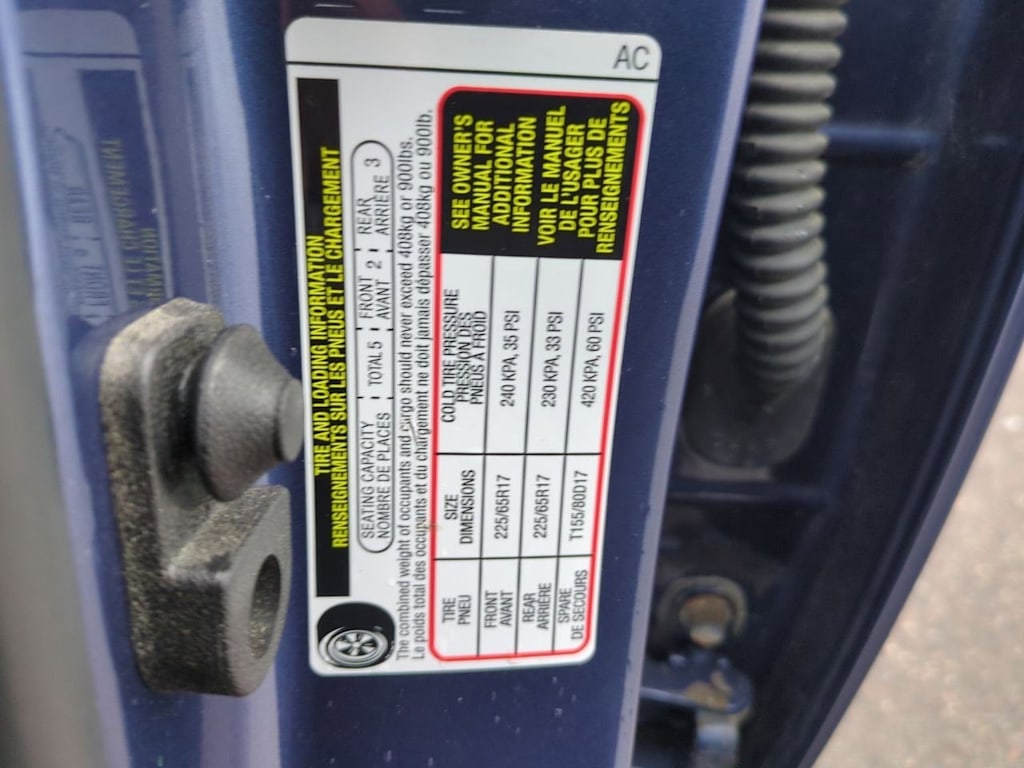 AC
TIRE AND LOADING INFORMATION
RENSEIGNEMENTS SUR LES PNEUS ET LE CHARGEMENT
SEATING CAPACITY
NOMBRE DE PLACES
TOTAL 5
FRONT
AVANT 2
REAR
ARRIÈRE 3
The combined weight of occupants and cargo should never exceed 408kg or 900lbs.
Le poids total des occupants et du chargement ne doit jamais dépasser 408kg ou 900lb.
TIRE
PNEU
SIZE
DIMENSIONS
COLD TIRE PRESSURE
PRESSION DES
PNEUS À FROID
FRONT
AVANT
225/65R17
240 KPA, 35 PSI
REAR
ARRIÈRE
225/65R17
230 KPA, 33 PSI
SPARE
DE SECOURS
T155/80D17
420 KPA, 60 PSI
SEE OWNER'S
MANUAL FOR
ADDITIONAL
INFORMATION
VOIR LE MANUEL
DE L'USAGER
POUR PLUS DE
RENSEIGNEMENTS